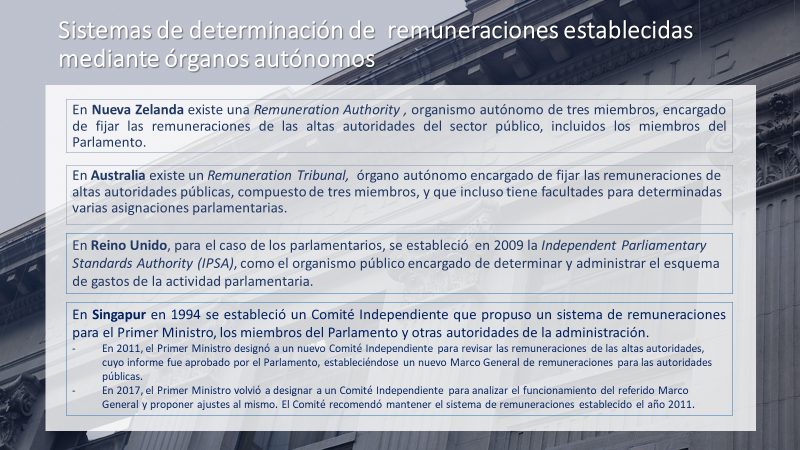 Sistemas de determinación de remuneraciones establecidas
mediante órganos autónomos
En Nueva Zelanda existe una Remuneration Authority , organismo autónomo de tres miembros, encargado
de fijar las remuneraciones de las altas autoridades del sector público, incluidos los miembros del
Parlamento.
En Australia existe un Remuneration Tribunal, órgano autónomo encargado de fijar las remuneraciones de
altas autoridades públicas, compuesto de tres miembros, y que incluso tiene facultades para determinadas
varias asignaciones parlamentarias.
En Reino Unido, para el caso de los parlamentarios, se estableció en 2009 la Independent Parliamentary
Standards Authority (IPSA), como el organismo público encargado de determinar y administrar el esquema
de gastos de la actividad parlamentaria.
En Singapur en 1994 se estableció un Comité Independiente que propuso un sistema de remuneraciones
para el Primer Ministro, los miembros del Parlamento y otras autoridades de la administración.
- En 2011, el Primer Ministro designó a un nuevo Comité Independiente para revisar las remuneraciones de las altas autoridades,
cuyo informe fue aprobado por el Parlamento, estableciéndose un nuevo Marco General de remuneraciones para las autoridades
públicas.
- En 2017, el Primer Ministro volvió a designar a un Comité Independiente para analizar el funcionamiento del referido Marco
General y proponer ajustes al mismo. El Comité recomendó mantener el sistema de remuneraciones establecido el año 2011.